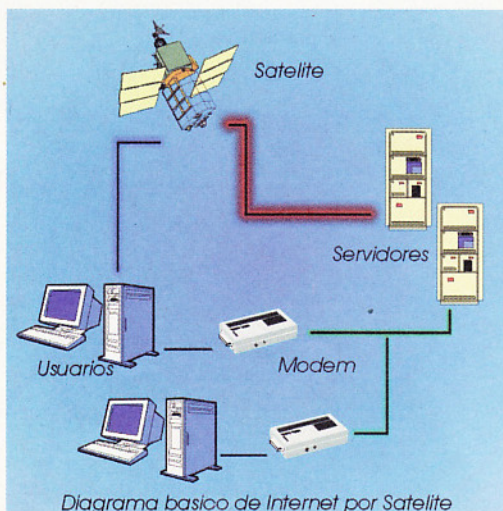 Satelite
Servidores
Usuarios
Modem
Diagrama basico de Internet por Satelite